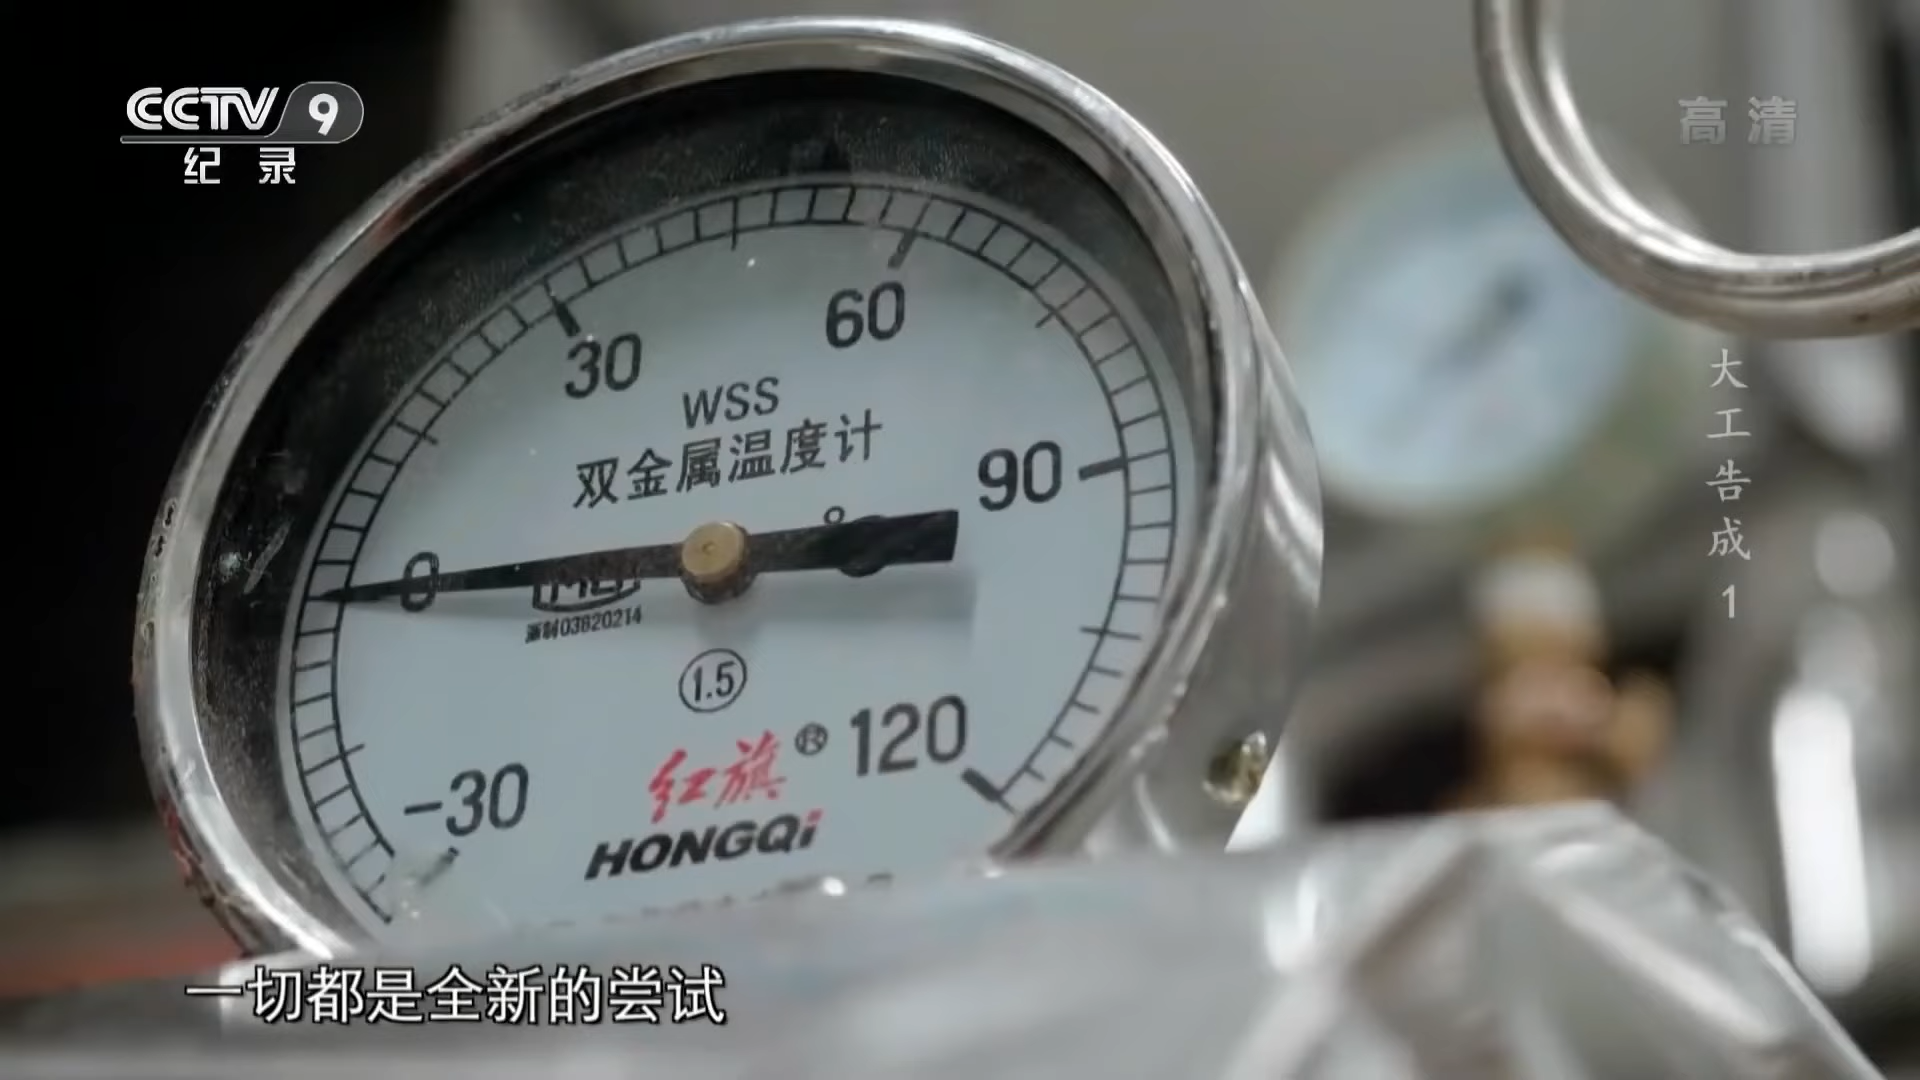 CCTV 9
纪 录
高 清
60
30
WSS
双金属温度计
90
0
浙制03820214
1.5
红旗®
120
-30
HONGQi
大工告成 1
一切都是全新的尝试